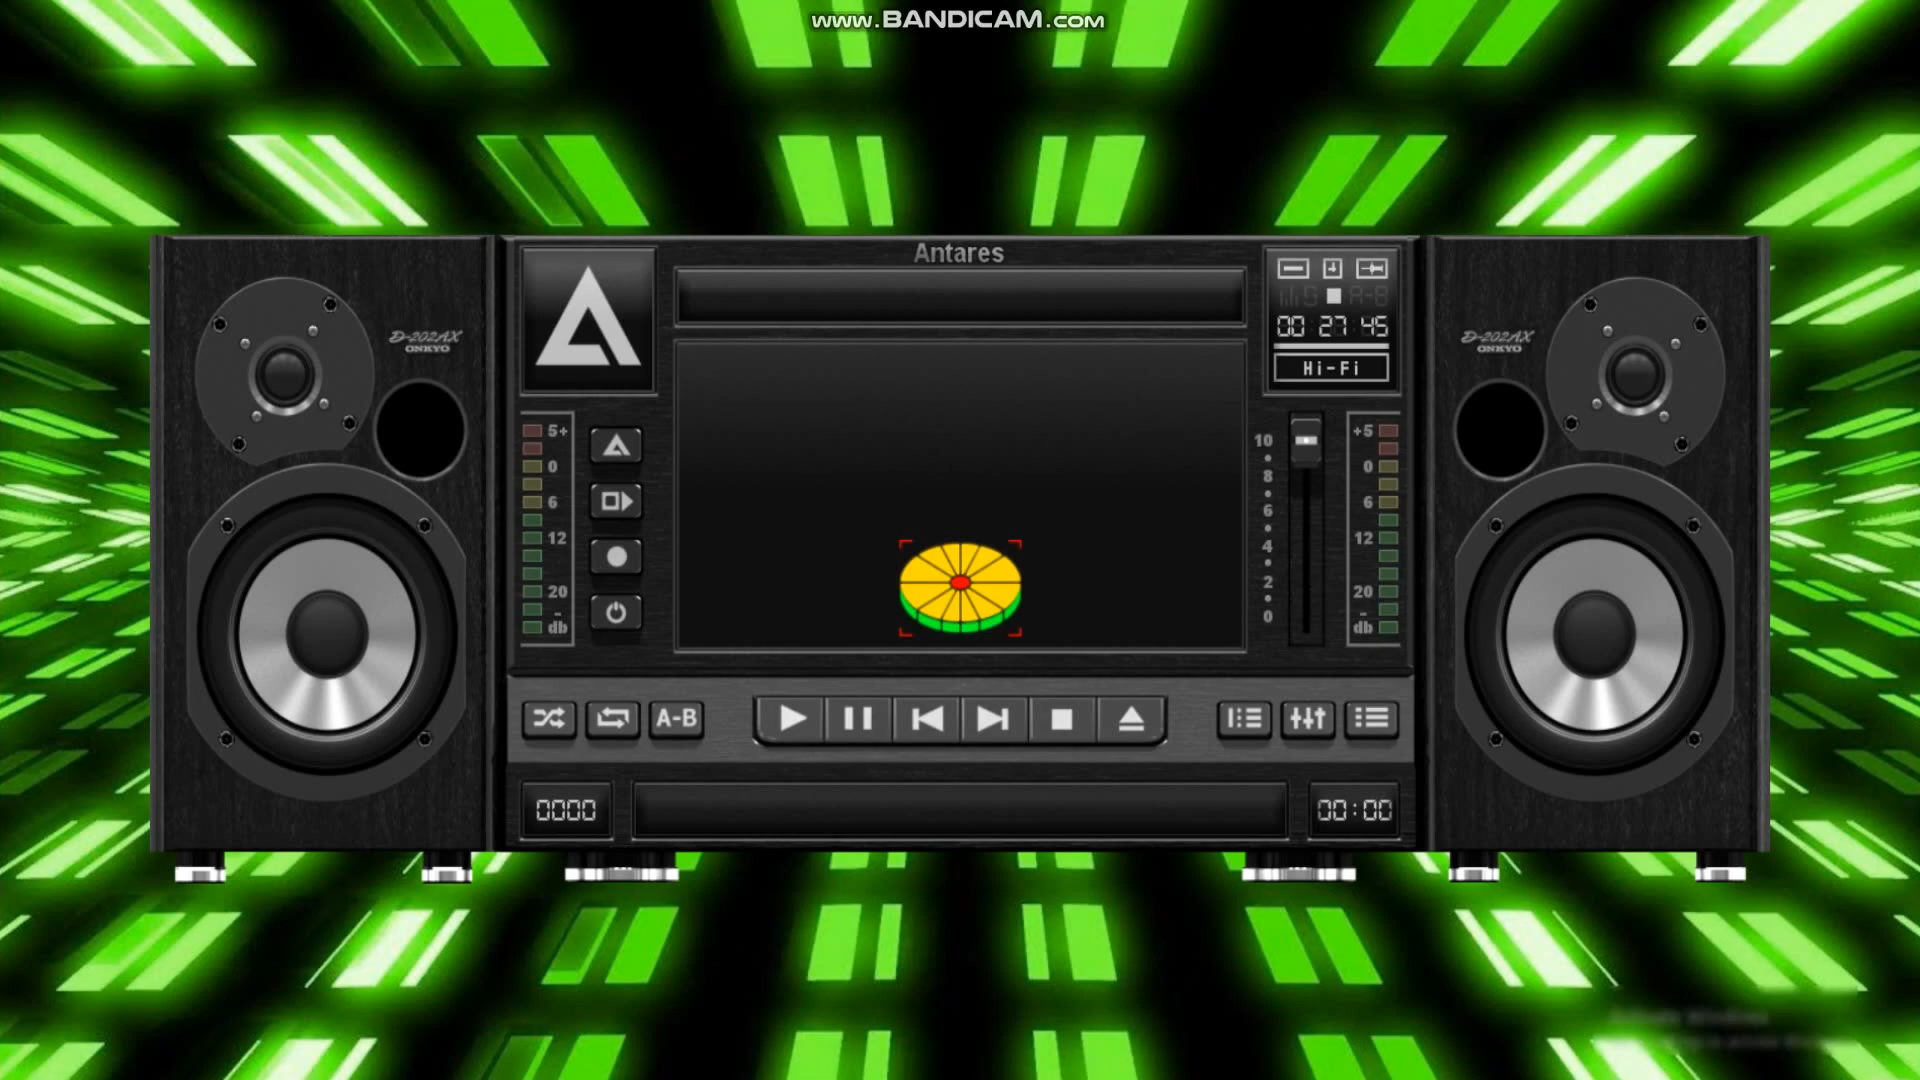 www.BANDICAM.com
Antares
D-202AX
ONKYO
00 27 45
Hi-Fi
D-202AX
ONKYO
A-B
5+
0
6
12
20
-
db
10
8
6
4
2
0
+5
0
6
12
20
-
db
A-B
0000
00:00